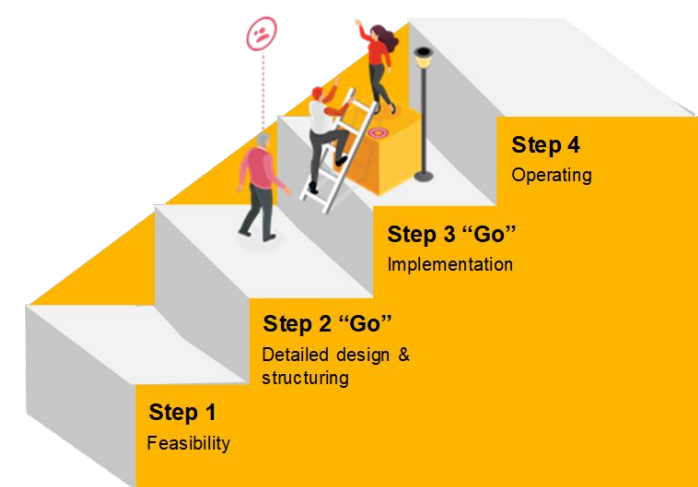 Step 1
Feasibility
Step 2 “Go”
Detailed design &
structuring
Step 3 “Go”
Implementation
Step 4
Operating